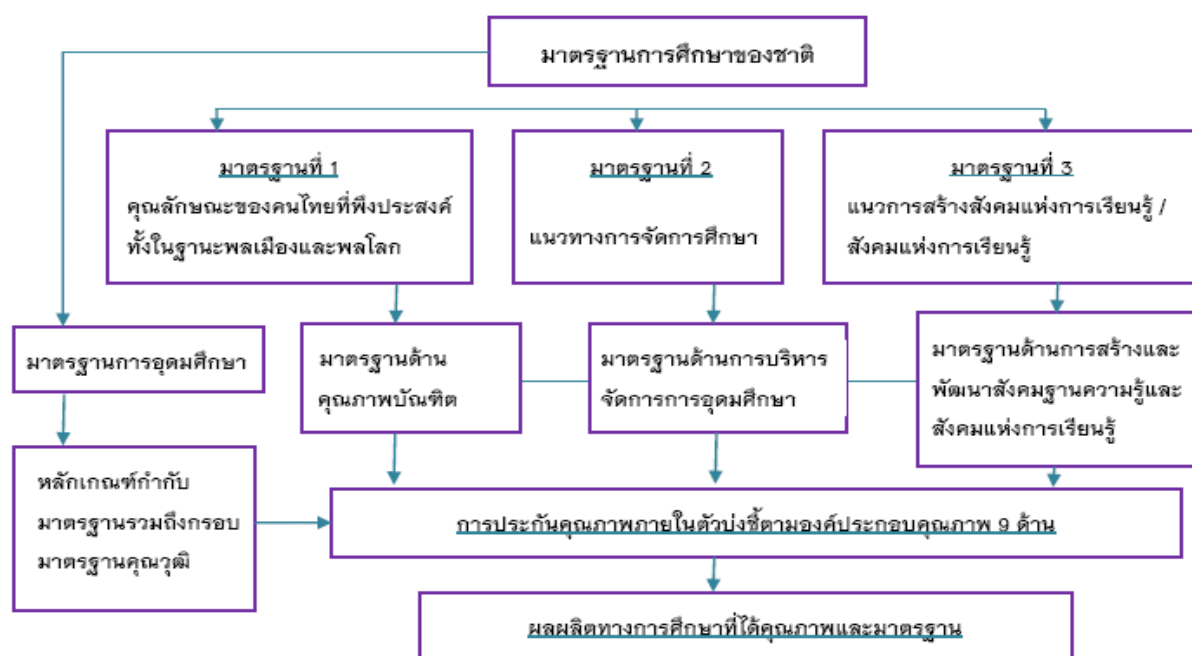 มาตรฐานการศึกษาของชาติ
มาตรฐานที่ 1
คุณลักษณะของคนไทยที่พึงประสงค์
ทั้งในฐานะพลเมืองและพลโลก
มาตรฐานที่ 2
แนวทางการจัดการศึกษา
มาตรฐานที่ 3
แนวการสร้างสังคมแห่งการเรียนรู้ /
สังคมแห่งการเรียนรู้
มาตรฐานการอุดมศึกษา
มาตรฐานด้าน
คุณภาพบัณฑิต
มาตรฐานด้านการบริหาร
จัดการการอุดมศึกษา
มาตรฐานด้านการสร้างและ
พัฒนาสังคมฐานความรู้และ
สังคมแห่งการเรียนรู้
หลักเกณฑ์กำกับ
มาตรฐานรวมถึงกรอบ
มาตรฐานคุณวุฒิ
การประกันคุณภาพภายในตัวบ่งชี้ตามองค์ประกอบคุณภาพ 9 ด้าน
ผลผลิตทางการศึกษาที่ได้คุณภาพและมาตรฐาน